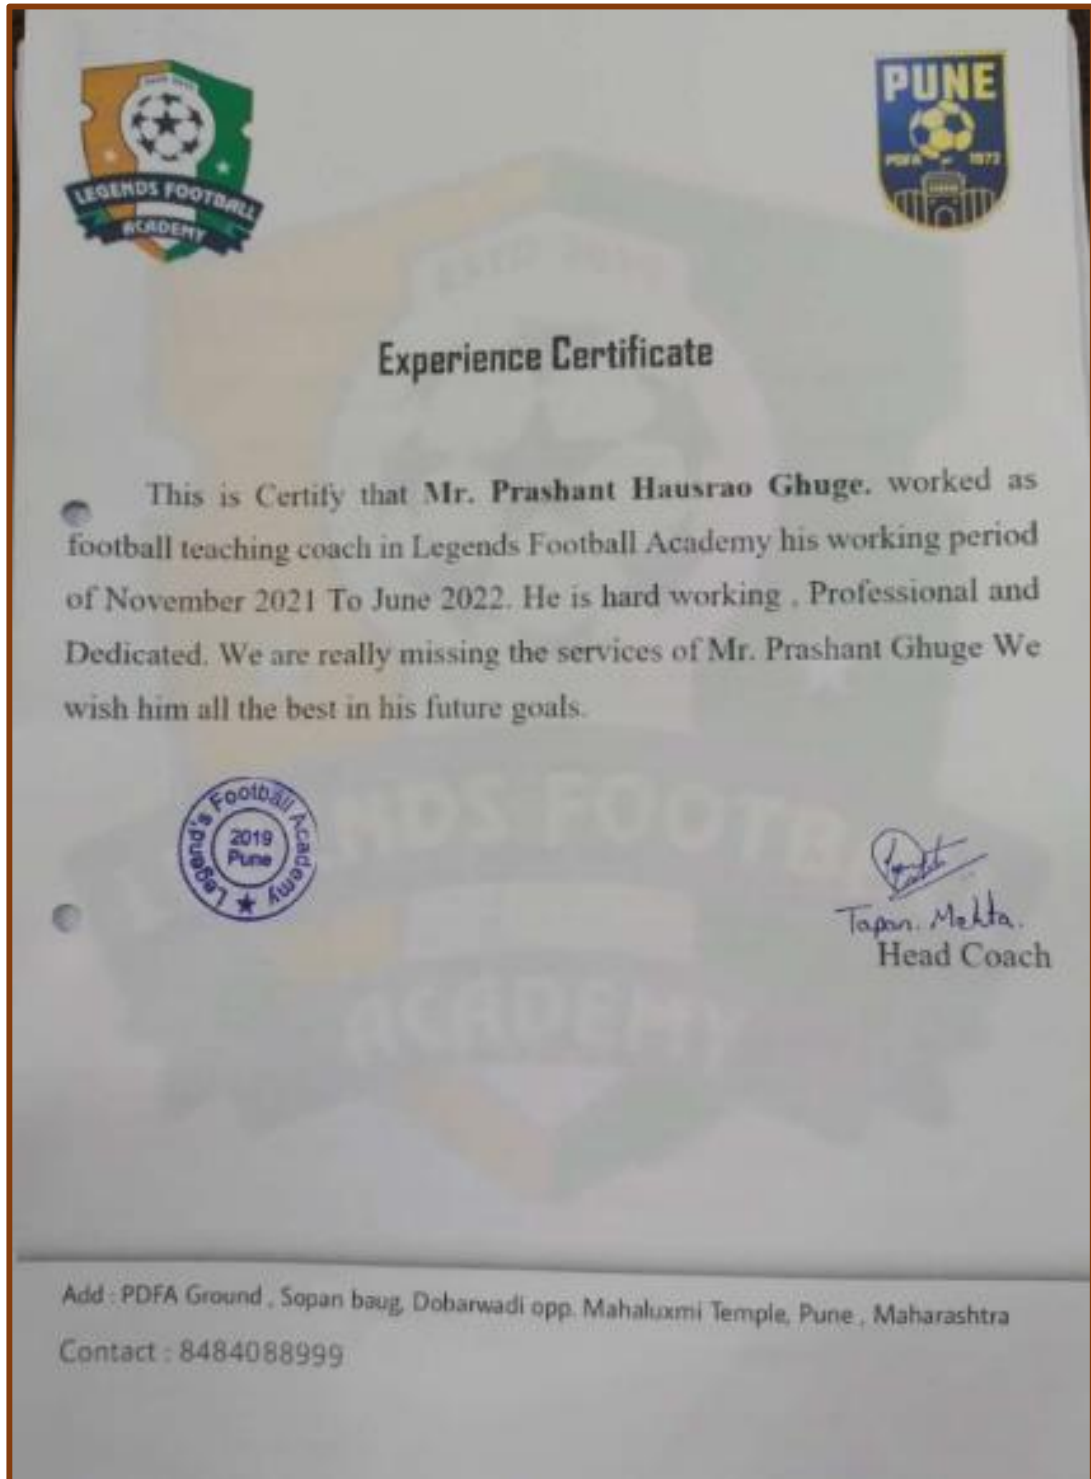 LEGENDS FOOTBALL
ACADEMY
PUNE
PDFA 1972
Experience Certificate
This is Certify that Mr. Prashant Hausrao Ghuge. worked as
football teaching coach in Legends Football Academy his working period
of November 2021 To June 2022. He is hard working , Professional and
Dedicated. We are really missing the services of Mr. Prashant Ghuge We
wish him all the best in his future goals.
Legend's Football Academy
2019
Pune
Tapan. Mehta.
Head Coach
LEGENDS FOOTBALL
ACADEMY
Add : PDFA Ground , Sopan baug, Dobarwadi opp. Mahaluxmi Temple, Pune , Maharashtra
Contact : 8484088999